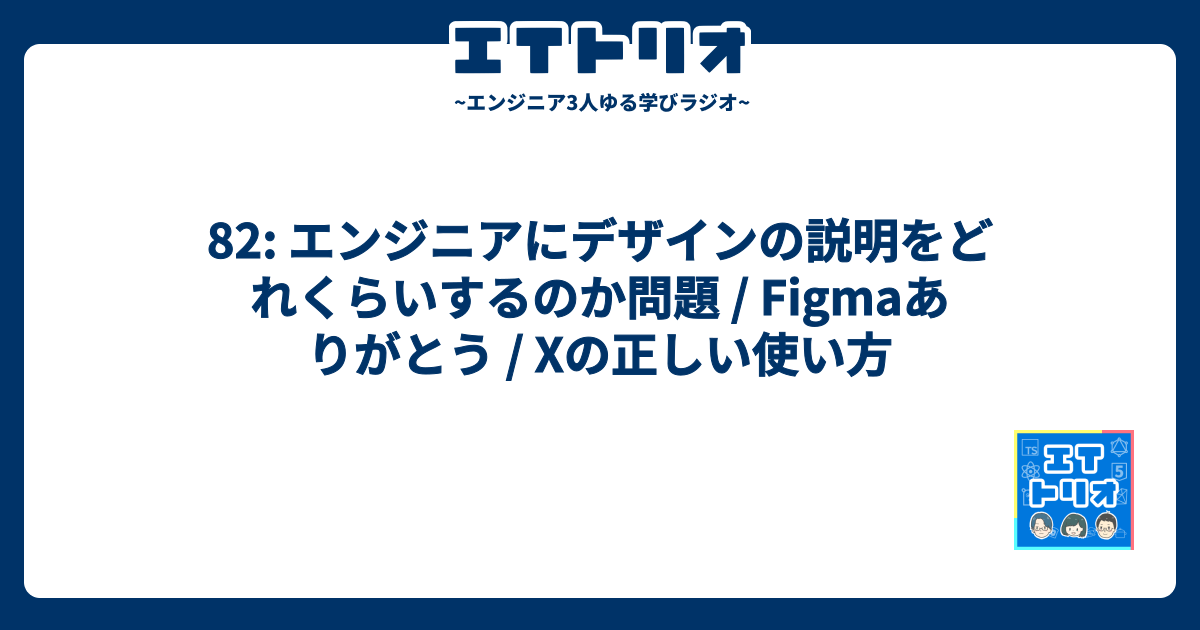 エイトリオ
~エンジニア3人ゆる学びラジオ~
82: エンジニアにデザインの説明をど
れくらいするのか問題 / Figmaあ
りがとう / Xの正しい使い方
TS
エイ
5
トリオ